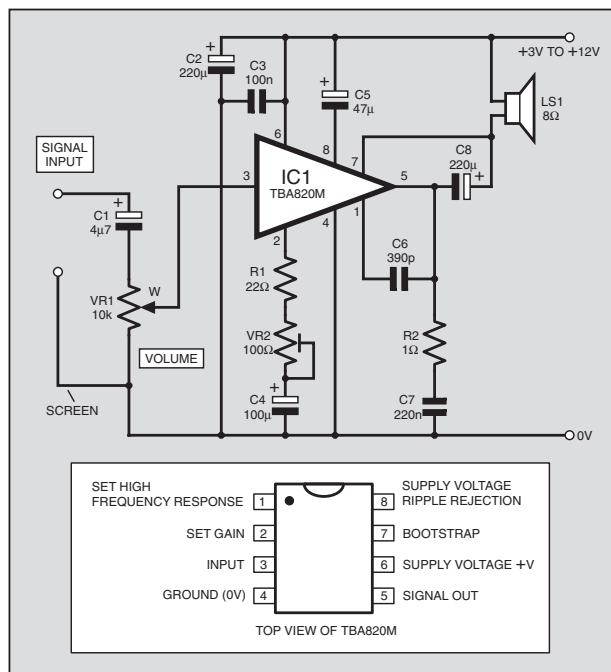 +3V TO +12V
C2
220µ
+
C3
100n
+
C5
47µ
LS1
8Ω
SIGNAL
INPUT
6
8
7
C8
220µ
+
3
IC1
TBA820M
5
+
C1
4µ7
2
4
1
C6
390p
R1
22Ω
W
VR1
10k
VR2
100Ω
R2
1Ω
VOLUME
+
C4
100µ
C7
220n
SCREEN
0V
SET HIGH
FREQUENCY RESPONSE
1
SET GAIN
2
INPUT
3
GROUND (0V)
4
SUPPLY VOLTAGE
RIPPLE REJECTION
8
BOOTSTRAP
7
SUPPLY VOLTAGE +V
6
SIGNAL OUT
5
TOP VIEW OF TBA820M